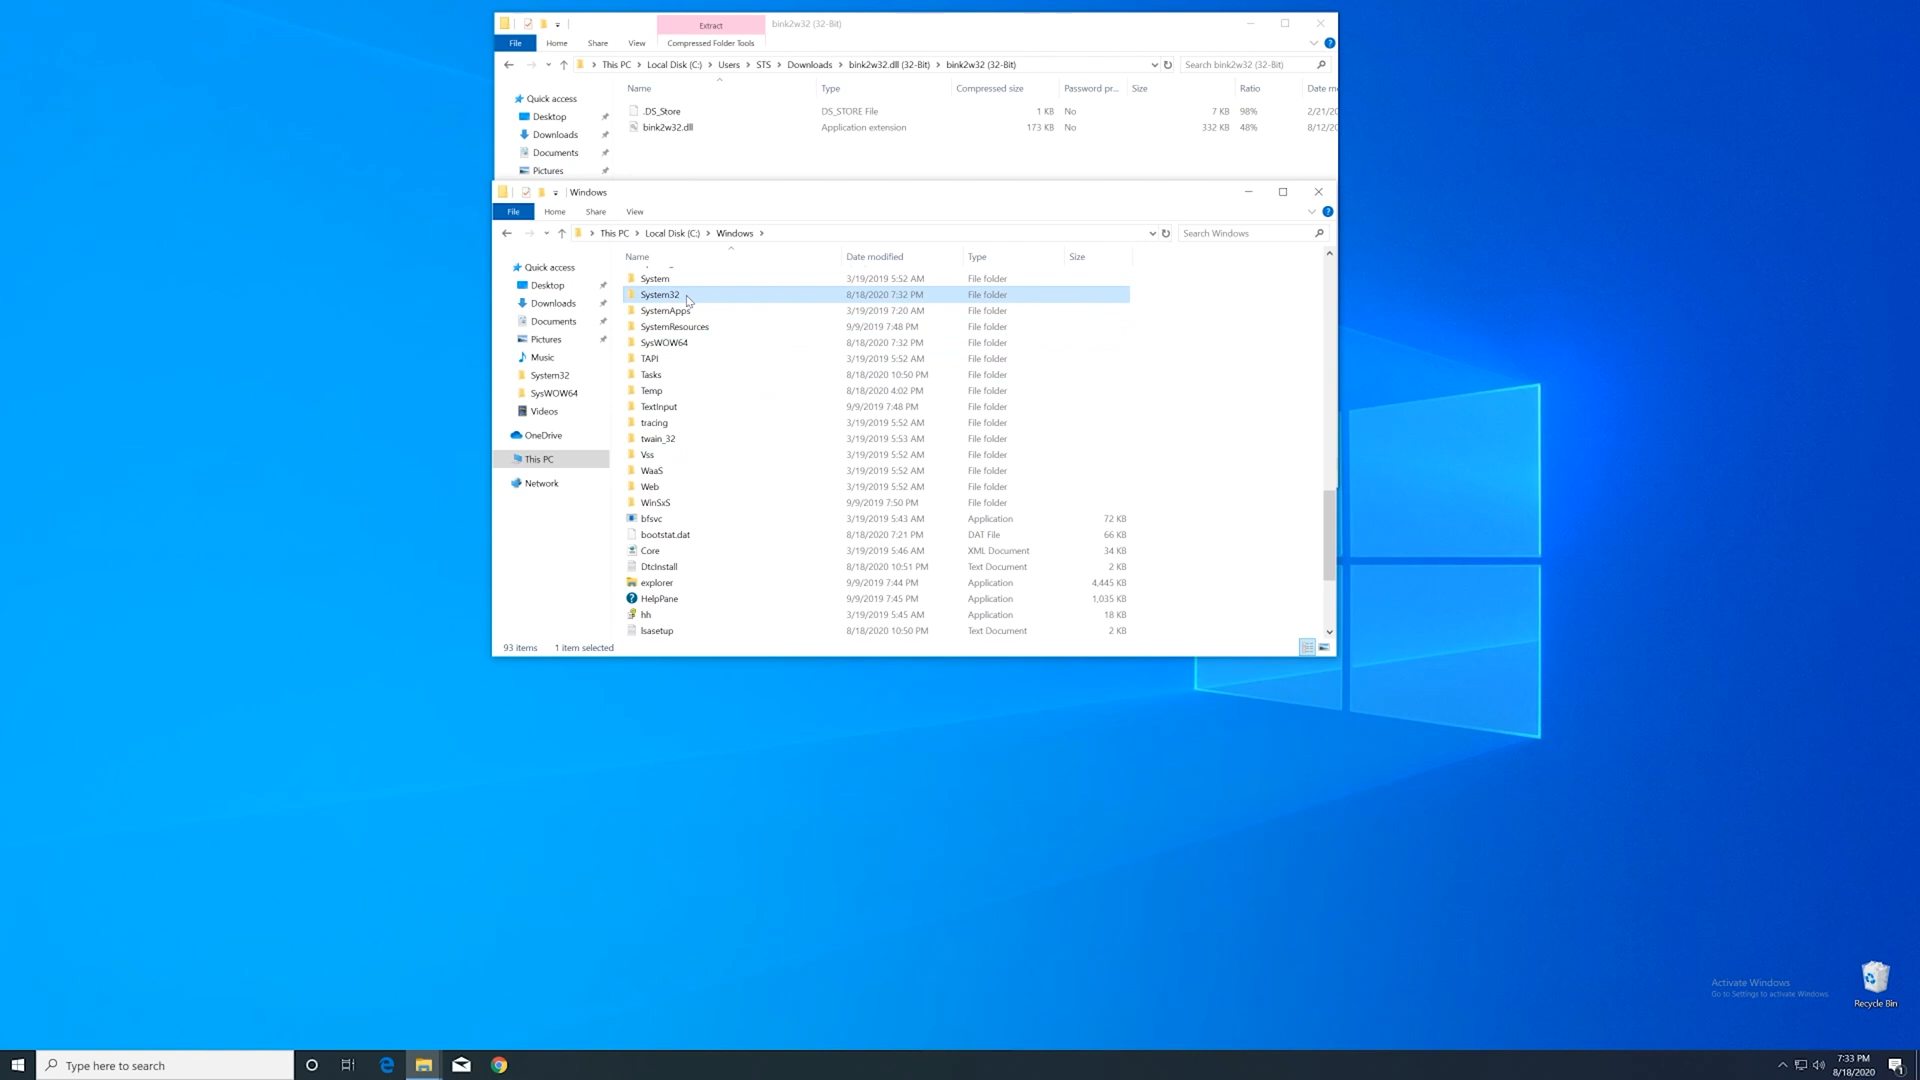 Extract
bink2w32 (32-Bit)
File Home Share View Compressed Folder Tools
This PC Local Disk (C:) Users STS Downloads bink2w32.dll (32-Bit) bink2w32 (32-Bit) Search bink2w32 (32-Bit)
Name Type Compressed size Password pr... Size Ratio Date m
Quick access
.DS_Store DS_STORE File 1 KB No 7 KB 98% 2/21/20
Desktop
bink2w32.dll Application extension 173 KB No 332 KB 48% 8/12/20
Downloads
Documents
Pictures
Windows
File Home Share View
This PC Local Disk (C:) Windows Search Windows
Name Date modified Type Size
Quick access
Desktop
Downloads
Documents
Pictures
Music
System32
SysWOW64
Videos
OneDrive
This PC
Network
System 3/19/2019 5:52 AM File folder
System32 8/18/2020 7:32 PM File folder
SystemApps 3/19/2019 7:20 AM File folder
SystemResources 9/9/2019 7:48 PM File folder
SysWOW64 8/18/2020 7:32 PM File folder
TAPI 3/19/2019 5:52 AM File folder
Tasks 8/18/2020 10:50 PM File folder
Temp 8/18/2020 4:02 PM File folder
TextInput 9/9/2019 7:48 PM File folder
tracing 3/19/2019 5:52 AM File folder
twain_32 3/19/2019 5:53 AM File folder
Vss 3/19/2019 5:52 AM File folder
WaaS 3/19/2019 5:52 AM File folder
Web 3/19/2019 5:52 AM File folder
WinSxS 9/9/2019 7:50 PM File folder
bfsvc 3/19/2019 5:43 AM Application 72 KB
bootstat.dat 8/18/2020 7:21 PM DAT File 66 KB
Core 3/19/2019 5:46 AM XML Document 34 KB
DtcInstall 8/18/2020 10:51 PM Text Document 2 KB
explorer 9/9/2019 7:44 PM Application 4,445 KB
HelpPane 9/9/2019 7:45 PM Application 1,035 KB
hh 3/19/2019 5:45 AM Application 18 KB
lsasetup 8/18/2020 10:50 PM Text Document 2 KB
93 items 1 item selected
Activate Windows
Go to Settings to activate Windows.
Recycle Bin
Type here to search
7:33 PM
8/18/2020
1